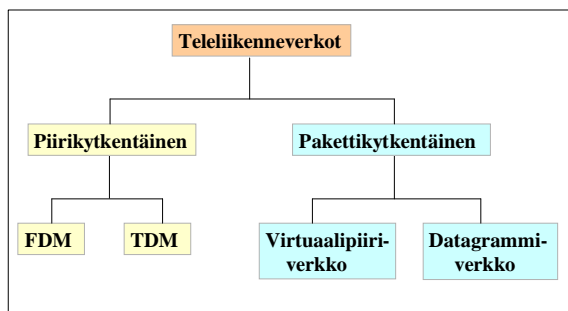 Teleliikenneverkot
Piirikytkentäinen
Pakettikytkentäinen
FDM
TDM
Virtuaalipiiri-
verkko
Datagrammi-
verkko